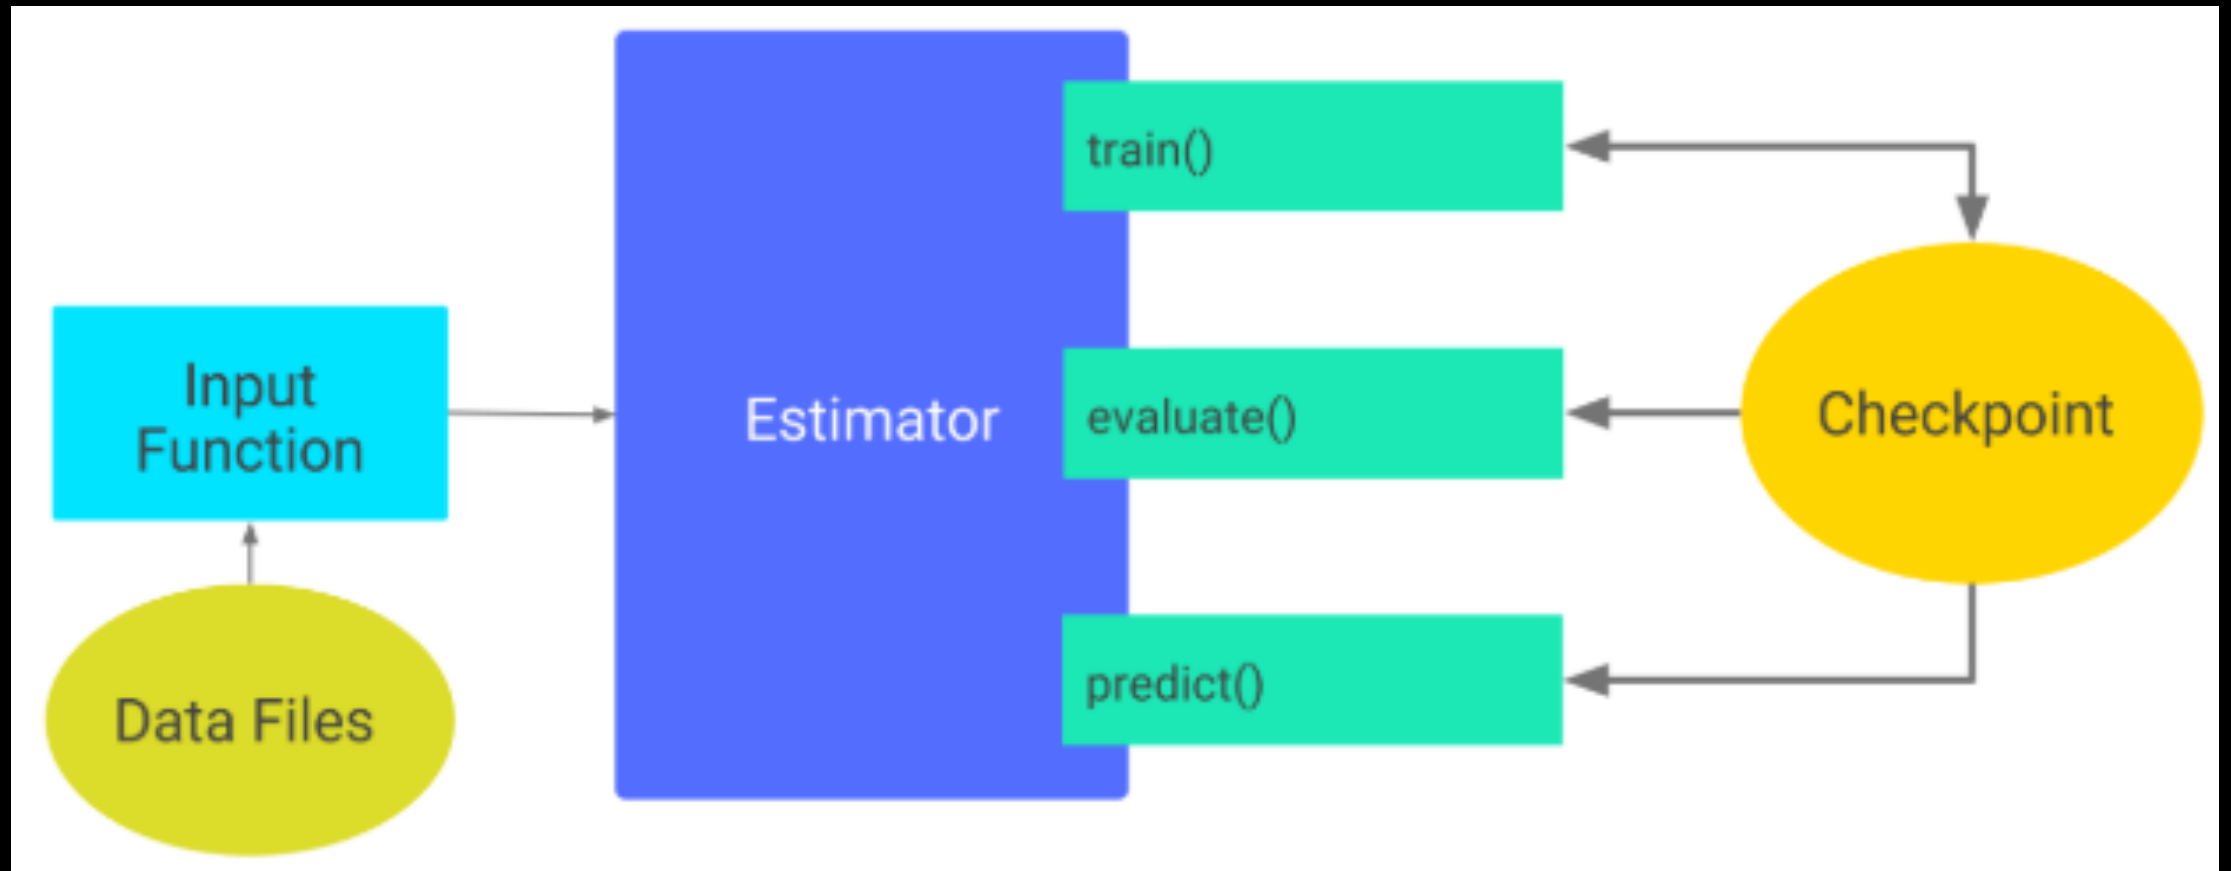 Input
Function
Data Files
Estimator
train()
evaluate()
predict()
Checkpoint